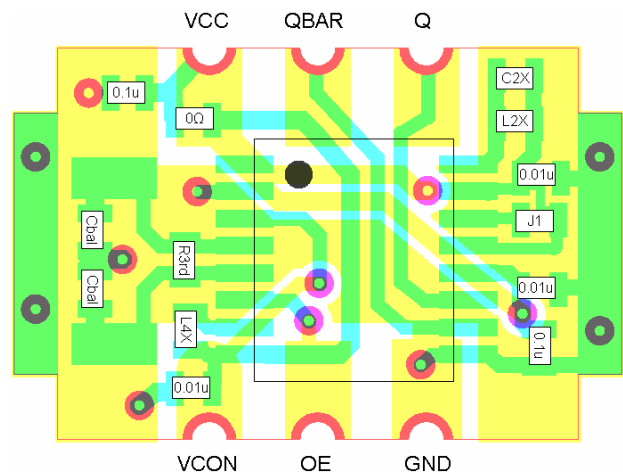 VCC QBAR Q
C2X
0.1u
0Ω
L2X
0.01u
J1
Cbal
R3rd
Cbal
0.01u
L4X
0.1u
0.01u
VCON OE GND